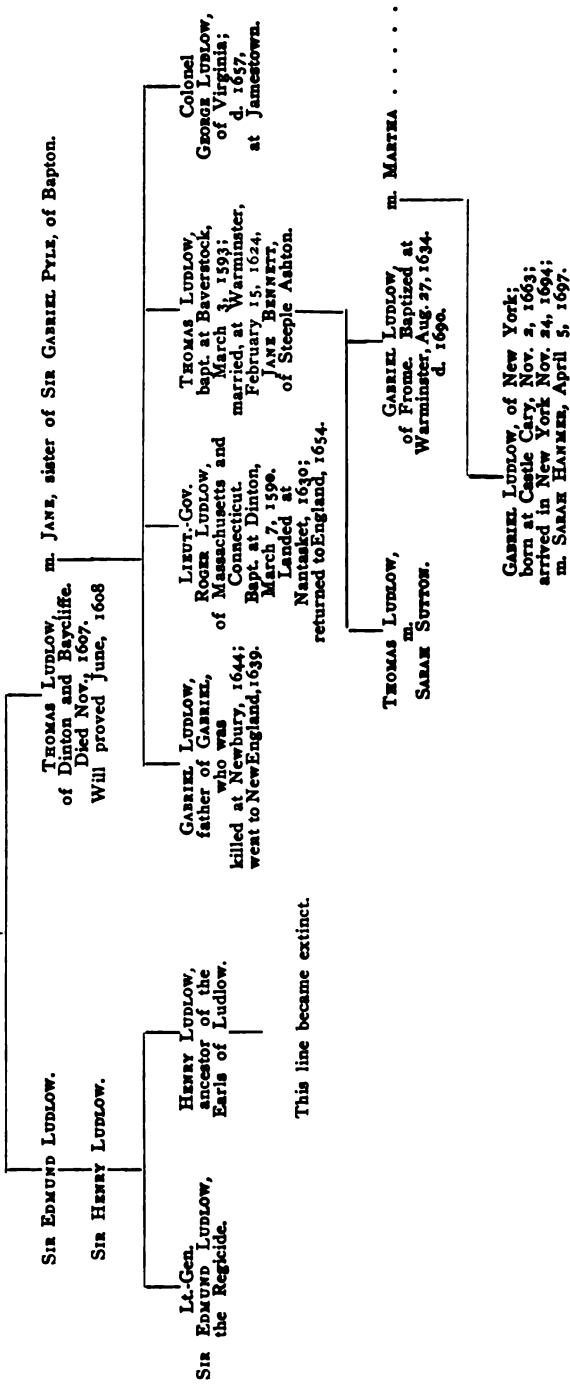 SIR EDMUND LUDLOW.
THOMAS LUDLOW,
of Dinton and Baycliffe.
Died Nov., 1607.
Will proved June, 1608
m. JANE, sister of SIR GABRIEL PYLE, of Bapton.
SIR HENRY LUDLOW.
Lt.-Gen.
SIR EDMUND LUDLOW,
the Regicide.
HENRY LUDLOW,
ancestor of the
Earls of Ludlow.
This line became extinct.
GABRIEL LUDLOW,
father of GABRIEL,
who was
killed at Newbury, 1644;
went to NewEngland, 1639.
LIEUT.-GOV.
ROGER LUDLOW,
of Massachusetts and
Connecticut.
Bapt. at Dinton,
March 7, 1590.
Landed at
Nantasket, 1630;
returned to England, 1654.
THOMAS LUDLOW,
bapt. at Baverstock,
March 3, 1593;
married, at Warminster,
February 15, 1624,
JANE BENNETT,
of Steeple Ashton.
Colonel
GEORGE LUDLOW,
of Virginia;
d. 1657,
at Jamestown.
THOMAS LUDLOW,
m.
SARAH SUTTON.
GABRIEL LUDLOW,
of Frome. Baptized at
Warminster, Aug. 27, 1634.
d. 1690.
m. MARTHA . . . . .
GABRIEL LUDLOW, of New York;
born at Castle Cary, Nov. 2, 1663;
arrived in New York Nov. 24, 1694;
m. SARAH HANMER, April 5, 1697.